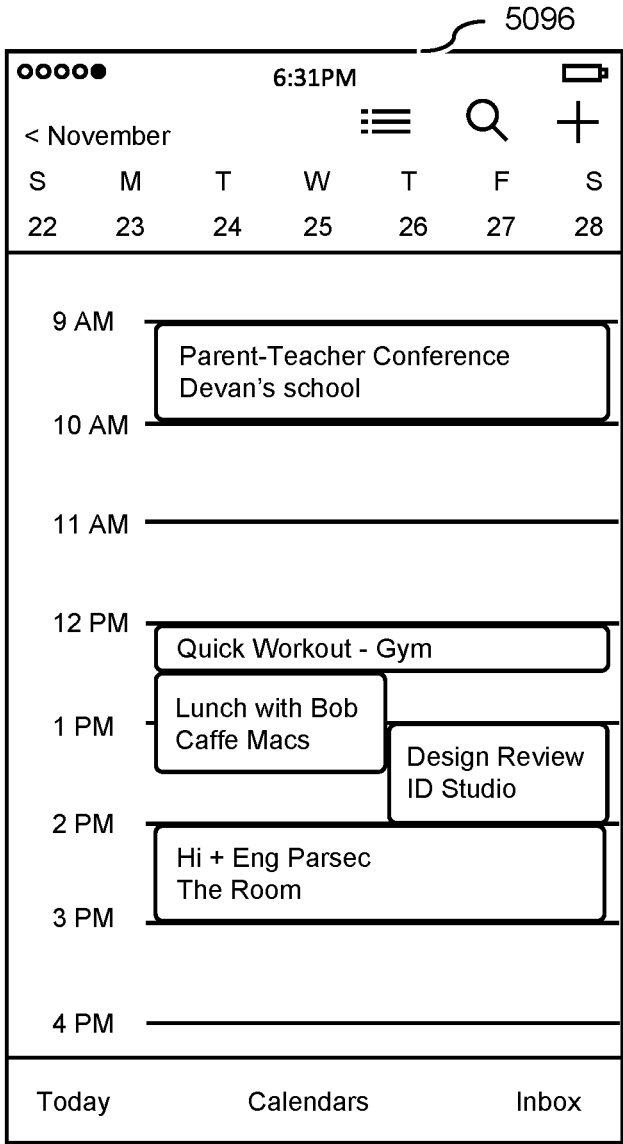 5096
6:31PM
< November
S M T W T F S
22 23 24 25 26 27 28
9 AM
Parent-Teacher Conference
Devan’s school
10 AM
11 AM
12 PM
Quick Workout - Gym
Lunch with Bob
Caffe Macs
1 PM
Design Review
ID Studio
2 PM
Hi + Eng Parsec
The Room
3 PM
4 PM
Today Calendars Inbox